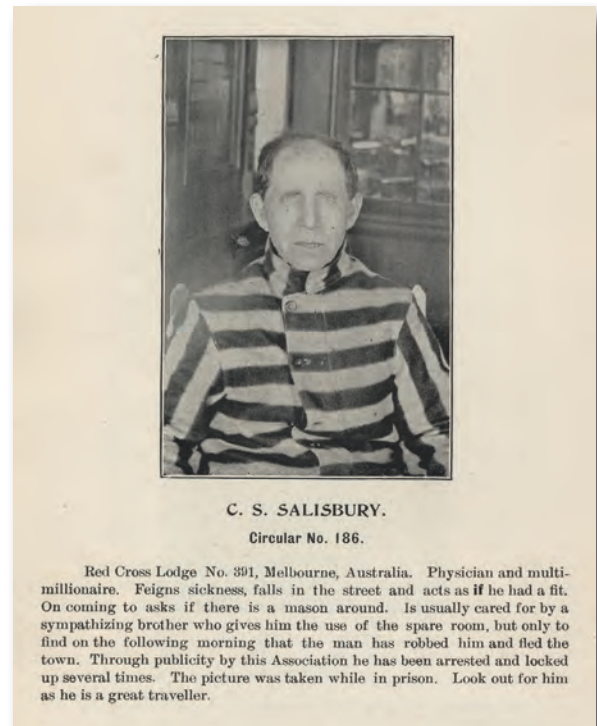 C. S. SALISBURY.
Circular No. 186.
Red Cross Lodge No. 391, Melbourne, Australia. Physician and multi-
millionaire. Feigns sickness, falls in the street and acts as if he had a fit.
On coming to asks if there is a mason around. Is usually cared for by a
sympathizing brother who gives him the use of the spare room, but only to
find on the following morning that the man has robbed him and fled the
town. Through publicity by this Association he has been arrested and locked
up several times. The picture was taken while in prison. Look out for him
as he is a great traveller.